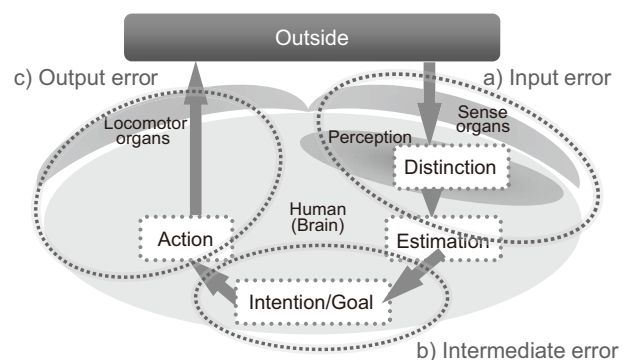 Outside
c) Output error
a) Input error
Locomotor
organs
Sense
organs
Perception
Distinction
Human
(Brain)
Action
Estimation
Intention/Goal
b) Intermediate error